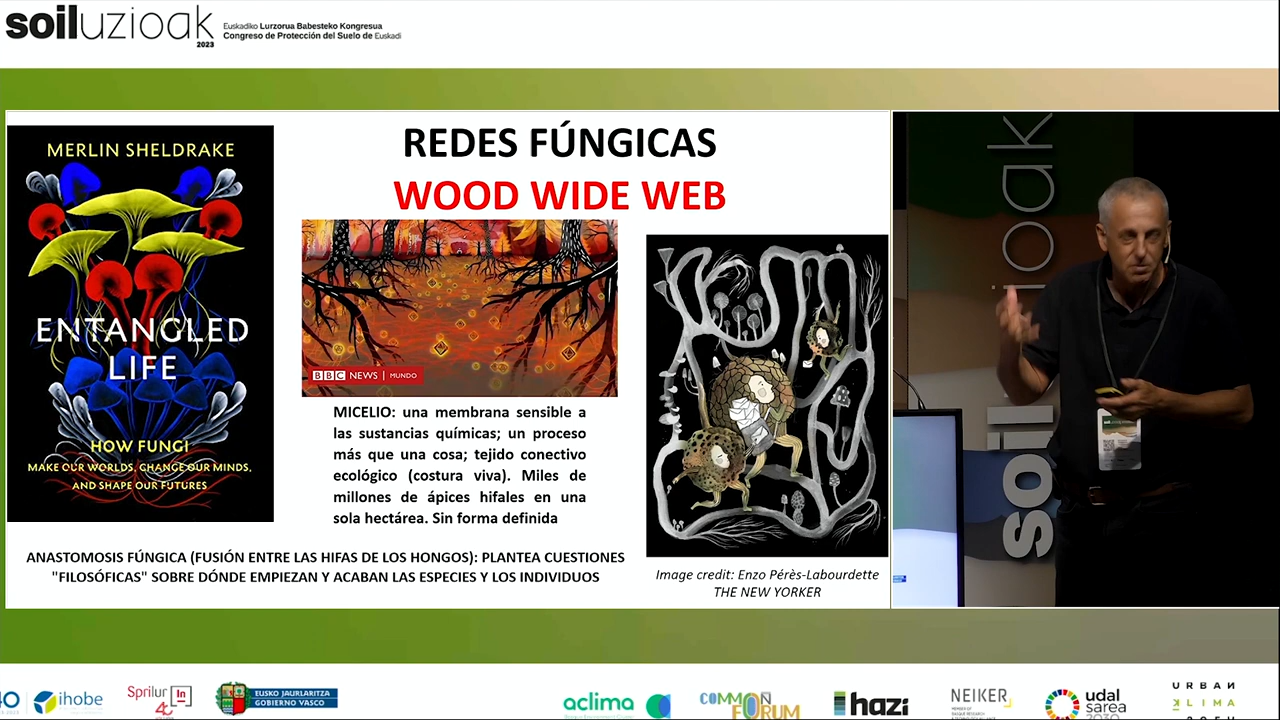 soiluzioak
2023
Euskadiko Lurzorua Babesteko Kongresua
Congreso de Protección del Suelo de Euskadi
MERLIN SHELDRAKE
ENTANGLED
LIFE
HOW FUNGI
MAKE OUR WORLDS, CHANGE OUR MINDS,
AND SHAPE OUR FUTURES
REDES FÚNGICAS
WOOD WIDE WEB
BBC NEWS | MUNDO
MICELIO: una membrana sensible a
las sustancias químicas; un proceso
más que una cosa; tejido conectivo
ecológico (costura viva). Miles de
millones de ápices hifales en una
sola hectárea. Sin forma definida
ANASTOMOSIS FÚNGICA (FUSIÓN ENTRE LAS HIFAS DE LOS HONGOS): PLANTEA CUESTIONES
"FILOSÓFICAS" SOBRE DÓNDE EMPIEZAN Y ACABAN LAS ESPECIES Y LOS INDIVIDUOS
Image credit: Enzo Pérès-Labourdette
THE NEW YORKER
ihobe
Sprilur
EUSKO JAURLARITZA
GOBIERNO VASCO
aclima
COMMON
FORUM
hazi
NEIKER
udal
sarea
2030
URBAN
KLIMA